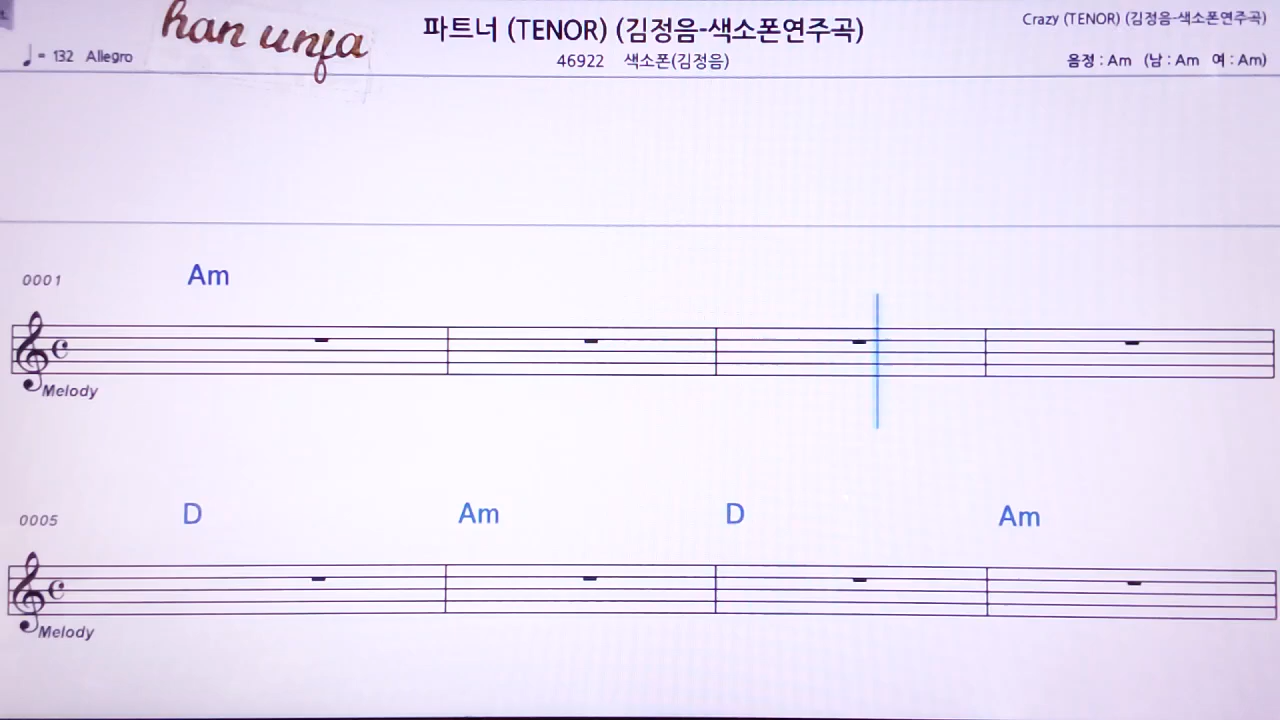 han unja
파트너 (TENOR) (김정음-색소폰연주곡)
Crazy (TENOR) (김정음-색소폰연주곡)
♩ = 132 Allegro
46922 색소폰(김정음)
음정 : Am (남 : Am 여 : Am)
0001
Am
Melody
0005
D Am D Am
Melody